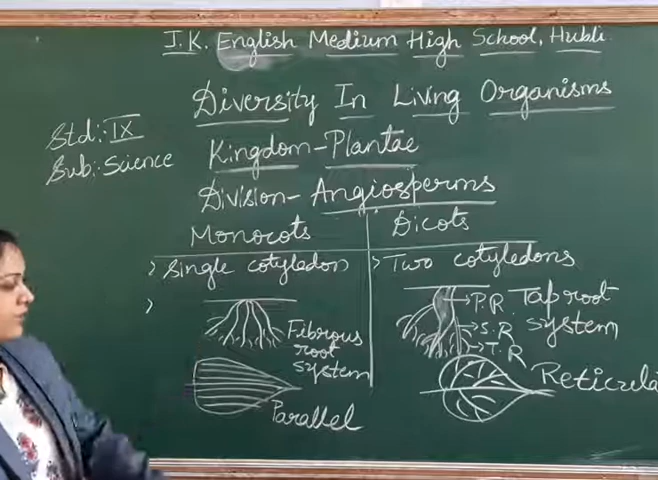 J.K. English Medium High School, Hubli.
Diversity In Living Organisms
Std:- IX
Sub:- Science
Kingdom-Plantae
Division- Angiosperms
Monocots
Dicots
> Single cotyledon
> Two cotyledons
>
Fibrous
root
system
Parallel
P.R
S.R
T.R
Tap root
system
Reticula